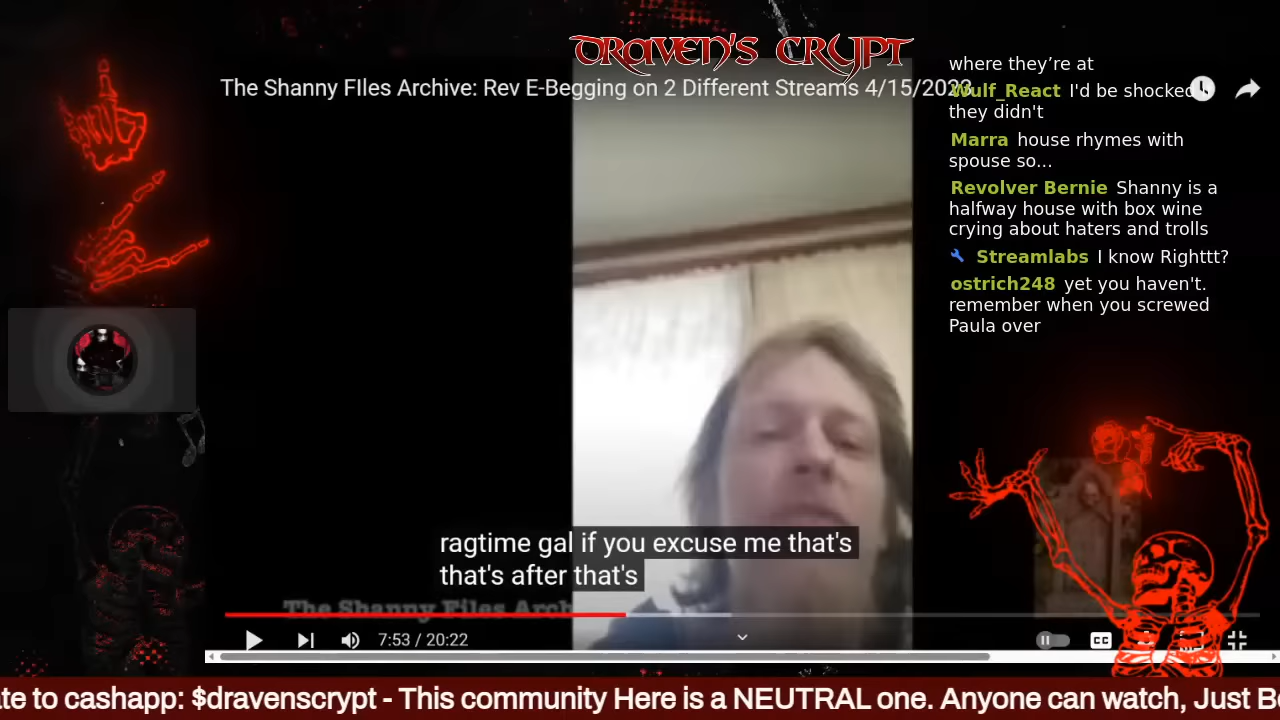 DRAVEN'S CRYPT
The Shanny FIles Archive: Rev E-Begging on 2 Different Streams 4/15/2023
where they're at
Wulf_React I'd be shocked
they didn't
Marra house rhymes with
spouse so...
Revolver Bernie Shanny is a
halfway house with box wine
crying about haters and trolls
Streamlabs I know Righttt?
ostrich248 yet you haven't.
remember when you screwed
Paula over
ragtime gal if you excuse me that's
that's after that's
The Shanny Files Arch
7:53 / 20:22
CC
te to cashapp: $dravenscrypt - This community Here is a NEUTRAL one. Anyone can watch, Just B